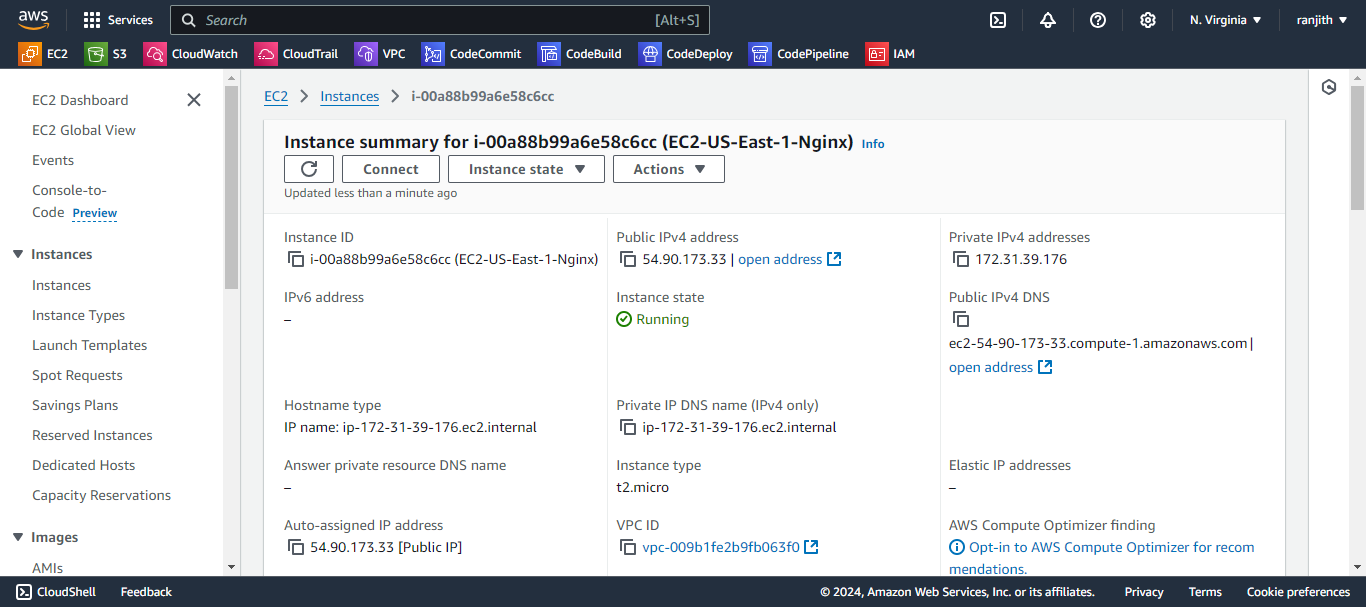 aws Services Search [Alt+S] N. Virginia ranjith
EC2 S3 CloudWatch CloudTrail VPC CodeCommit CodeBuild CodeDeploy CodePipeline IAM
EC2 Dashboard
EC2 Global View
Events
Console-to-
Code Preview
Instances
Instances
Instance Types
Launch Templates
Spot Requests
Savings Plans
Reserved Instances
Dedicated Hosts
Capacity Reservations
Images
AMIs
EC2 Instances i-00a88b99a6e58c6cc
Instance summary for i-00a88b99a6e58c6cc (EC2-US-East-1-Nginx) Info
Connect Instance state Actions
Updated less than a minute ago
Instance ID
i-00a88b99a6e58c6cc (EC2-US-East-1-Nginx)
Public IPv4 address
54.90.173.33 | open address
Private IPv4 addresses
172.31.39.176
IPv6 address
–
Instance state
Running
Public IPv4 DNS
ec2-54-90-173-33.compute-1.amazonaws.com |
open address
Hostname type
IP name: ip-172-31-39-176.ec2.internal
Private IP DNS name (IPv4 only)
ip-172-31-39-176.ec2.internal
Answer private resource DNS name
–
Instance type
t2.micro
Elastic IP addresses
–
Auto-assigned IP address
54.90.173.33 [Public IP]
VPC ID
vpc-009b1fe2b9fb063f0
AWS Compute Optimizer finding
Opt-in to AWS Compute Optimizer for recom
mendations.
CloudShell Feedback © 2024, Amazon Web Services, Inc. or its affiliates. Privacy Terms Cookie preferences